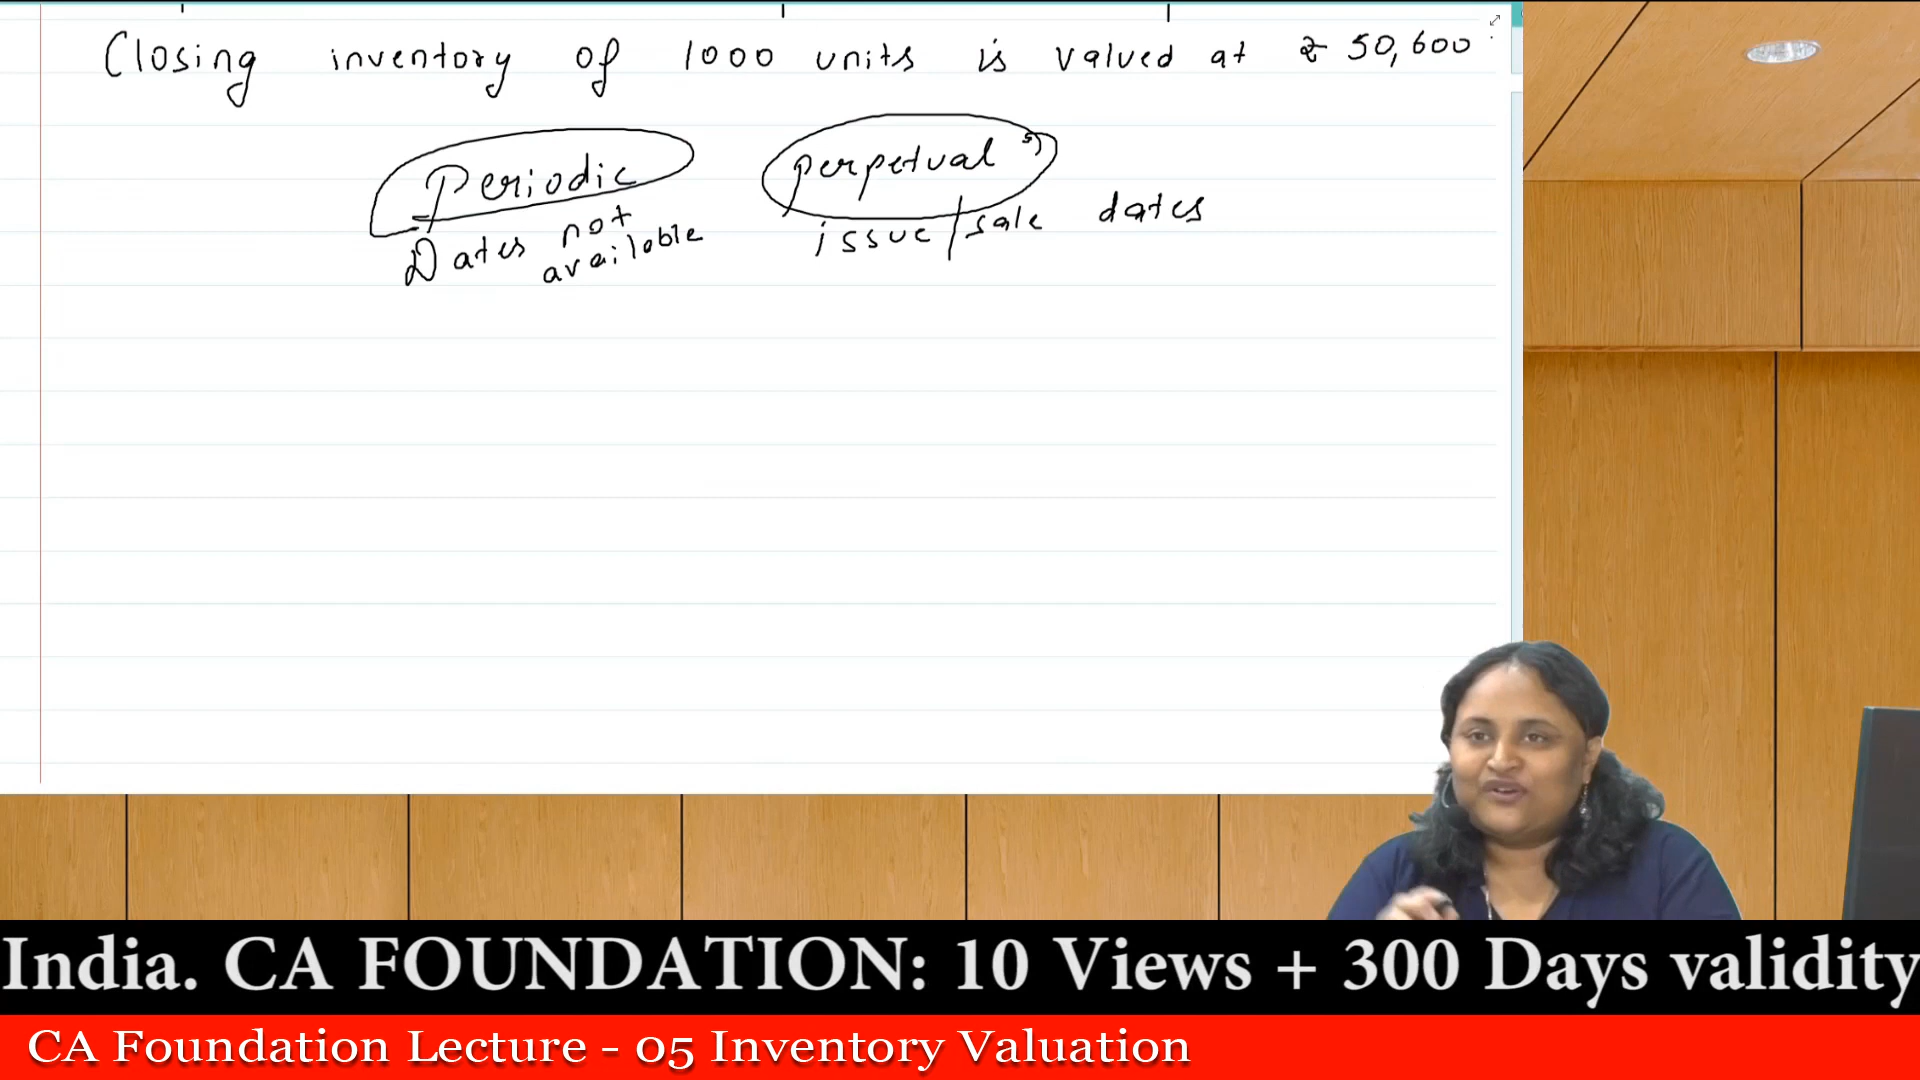 Closing inventory of 1000 units is valued at ₹ 50,600
Periodic perpetual
Dates not available issue/sale dates
India. CA FOUNDATION: 10 Views + 300 Days validity
CA Foundation Lecture - 05 Inventory Valuation